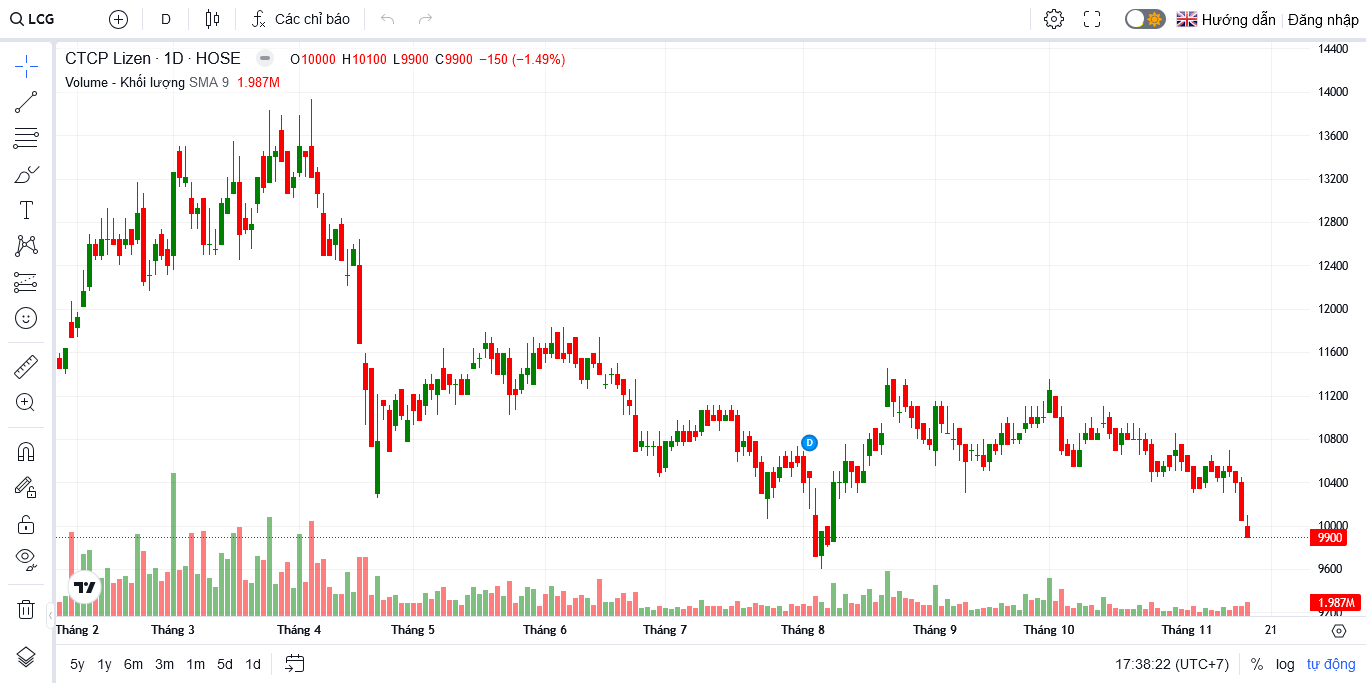 LCG D Các chỉ báo Hướng dẫn Đăng nhập
CTCP Lizen · 1D · HOSE O10000 H10100 L9900 C9900 −150 (−1.49%)
Volume - Khối lượng SMA 9 1.987M
14400
14000
13600
13200
12800
12400
12000
11600
11200
10800
D
10400
10000
9900
9600
1.987M
9200
Tháng 2 Tháng 3 Tháng 4 Tháng 5 Tháng 6 Tháng 7 Tháng 8 Tháng 9 Tháng 10 Tháng 11 21
5y 1y 6m 3m 1m 5d 1d 17:38:22 (UTC+7) % log tự động